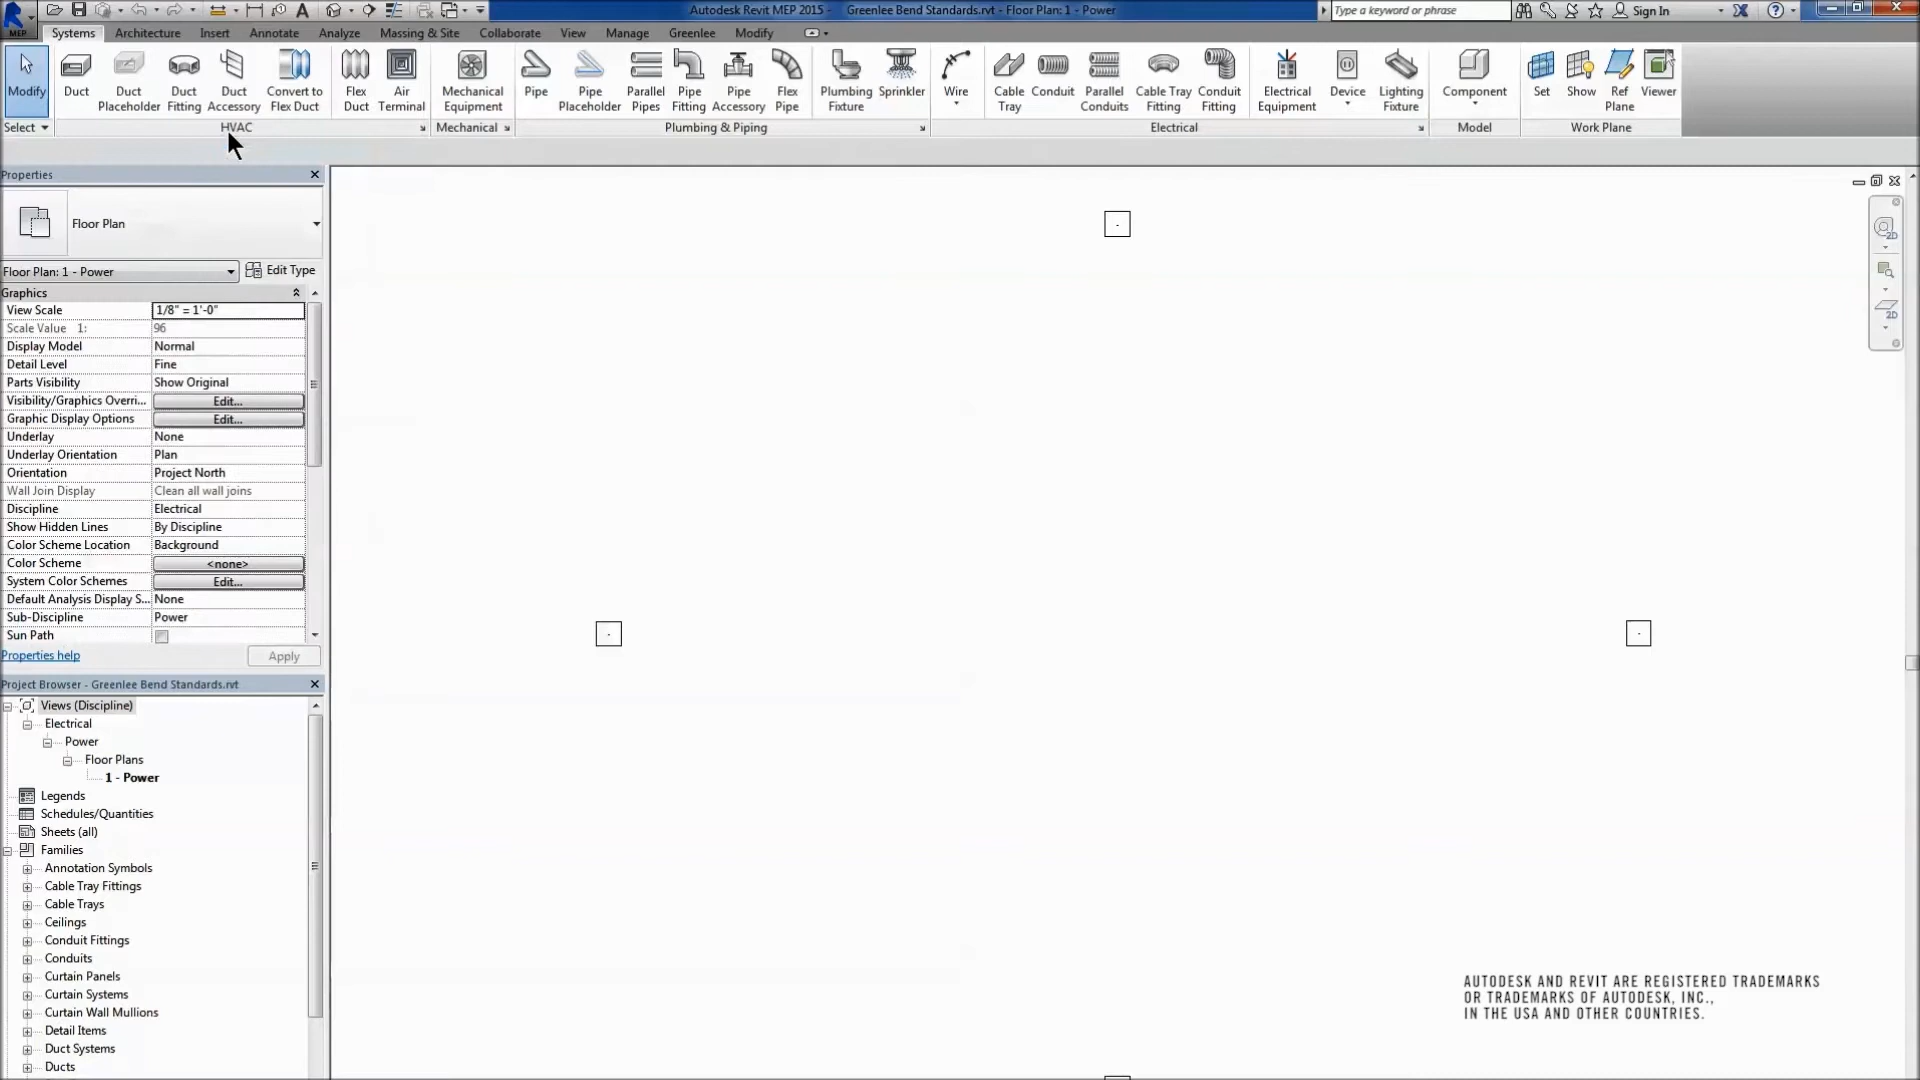 Autodesk Revit MEP 2015 - Greenlee Bend Standards.rvt - Floor Plan: 1 - Power
Type a keyword or phrase
Sign In
MEP
Systems Architecture Insert Annotate Analyze Massing & Site Collaborate View Manage Greenlee Modify
Modify
Duct
Duct Placeholder
Duct Fitting
Duct Accessory
Convert to Flex Duct
Flex Duct
Air Terminal
Mechanical Equipment
Pipe
Pipe Placeholder
Parallel Pipes
Pipe Fitting
Pipe Accessory
Flex Pipe
Plumbing Fixture
Sprinkler
Wire
Cable Tray
Conduit
Parallel Conduits
Cable Tray Fitting
Conduit Fitting
Electrical Equipment
Device
Lighting Fixture
Component
Set
Show
Ref Plane
Viewer
Select HVAC Mechanical Plumbing & Piping Electrical Model Work Plane
Properties
Floor Plan
Floor Plan: 1 - Power Edit Type
Graphics
View Scale 1/8" = 1'-0"
Scale Value 1: 96
Display Model Normal
Detail Level Fine
Parts Visibility Show Original
Visibility/Graphics Overri... Edit...
Graphic Display Options Edit...
Underlay None
Underlay Orientation Plan
Orientation Project North
Wall Join Display Clean all wall joins
Discipline Electrical
Show Hidden Lines By Discipline
Color Scheme Location Background
Color Scheme <none>
System Color Schemes Edit...
Default Analysis Display S... None
Sub-Discipline Power
Sun Path
Properties help Apply
Project Browser - Greenlee Bend Standards.rvt
Views (Discipline)
Electrical
Power
Floor Plans
1 - Power
Legends
Schedules/Quantities
Sheets (all)
Families
Annotation Symbols
Cable Tray Fittings
Cable Trays
Ceilings
Conduit Fittings
Conduits
Curtain Panels
Curtain Systems
Curtain Wall Mullions
Detail Items
Duct Systems
Ducts
2D
2D
AUTODESK AND REVIT ARE REGISTERED TRADEMARKS
OR TRADEMARKS OF AUTODESK, INC.,
IN THE USA AND OTHER COUNTRIES.